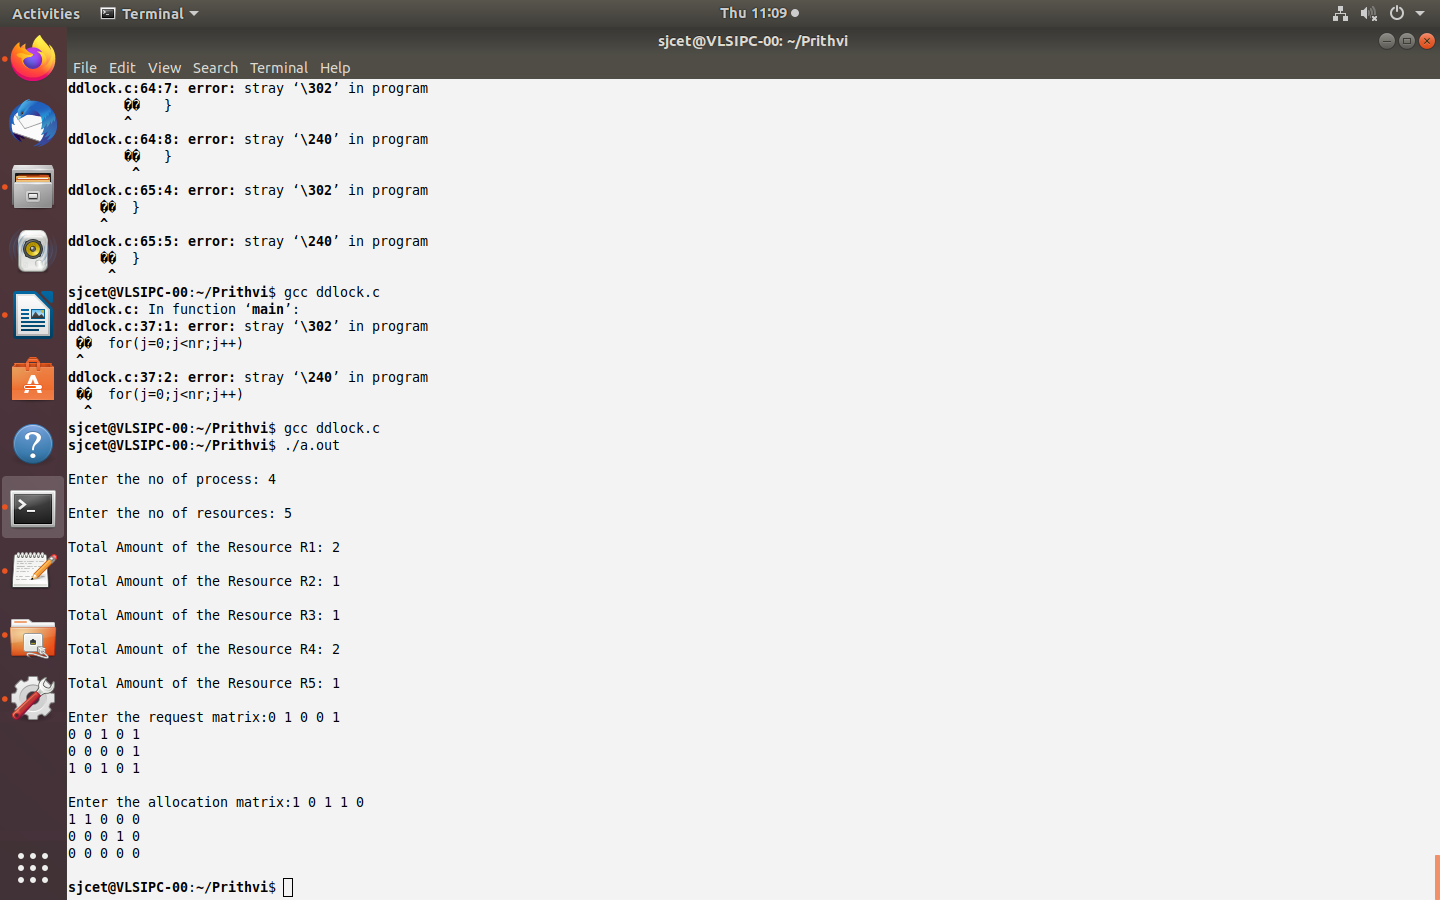 Activities Terminal Thu 11:09
sjcet@VLSIPC-00: ~/Prithvi
File Edit View Search Terminal Help
ddlock.c:64:7: error: stray ‘\302’ in program
�� }
^
ddlock.c:64:8: error: stray ‘\240’ in program
�� }
^
ddlock.c:65:4: error: stray ‘\302’ in program
�� }
^
ddlock.c:65:5: error: stray ‘\240’ in program
�� }
^
sjcet@VLSIPC-00:~/Prithvi$ gcc ddlock.c
ddlock.c: In function ‘main’:
ddlock.c:37:1: error: stray ‘\302’ in program
�� for(j=0;j<nr;j++)
^
ddlock.c:37:2: error: stray ‘\240’ in program
�� for(j=0;j<nr;j++)
^
sjcet@VLSIPC-00:~/Prithvi$ gcc ddlock.c
sjcet@VLSIPC-00:~/Prithvi$ ./a.out
Enter the no of process: 4
Enter the no of resources: 5
Total Amount of the Resource R1: 2
Total Amount of the Resource R2: 1
Total Amount of the Resource R3: 1
Total Amount of the Resource R4: 2
Total Amount of the Resource R5: 1
Enter the request matrix:0 1 0 0 1
0 0 1 0 1
0 0 0 0 1
1 0 1 0 1
Enter the allocation matrix:1 0 1 1 0
1 1 0 0 0
0 0 0 1 0
0 0 0 0 0
sjcet@VLSIPC-00:~/Prithvi$